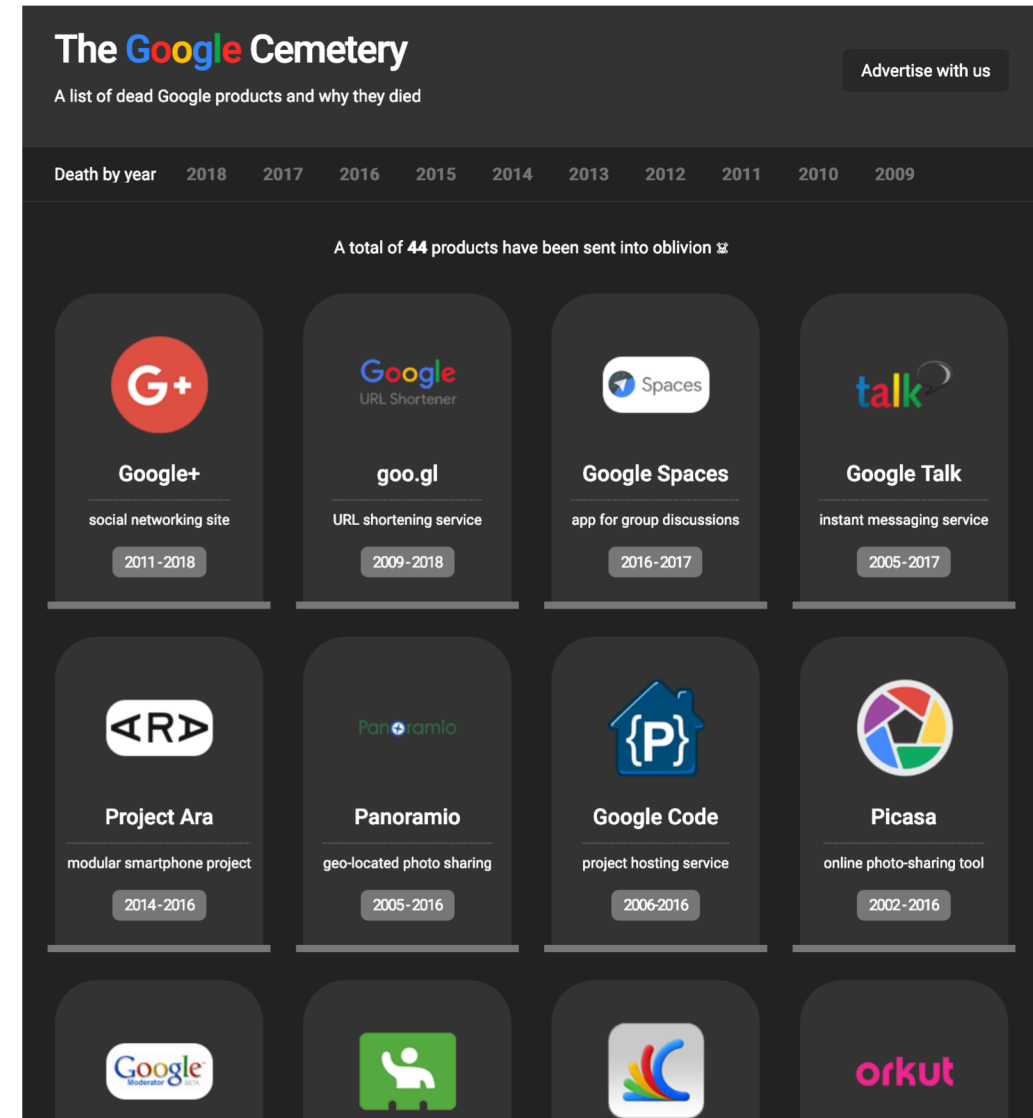 The Google Cemetery
Advertise with us
A list of dead Google products and why they died
Death by year 2018 2017 2016 2015 2014 2013 2012 2011 2010 2009
A total of 44 products have been sent into oblivion ☠
G+
Google
URL Shortener
Spaces
talk
Google+ goo.gl Google Spaces Google Talk
social networking site URL shortening service app for group discussions instant messaging service
2011-2018 2009-2018 2016-2017 2005-2017
ARA
Panoramio
{P}
Project Ara Panoramio Google Code Picasa
modular smartphone project geo-located photo sharing project hosting service online photo-sharing tool
2014-2016 2005-2016 2006-2016 2002-2016
Google
Moderator BETA
orkut